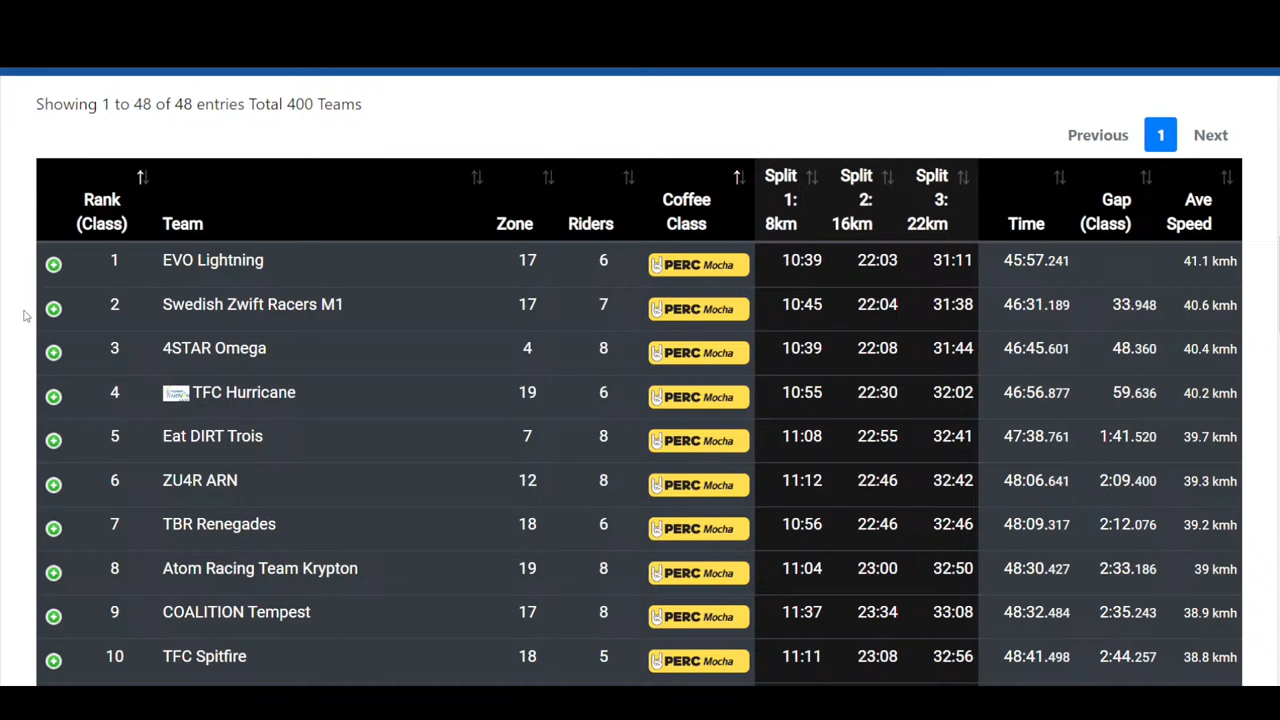 Showing 1 to 48 of 48 entries Total 400 Teams
Previous 1 Next
Rank (Class) Team Zone Riders Coffee Class Split 1: 8km Split 2: 16km Split 3: 22km Time Gap (Class) Ave Speed
1 EVO Lightning 17 6 PERC Mocha 10:39 22:03 31:11 45:57.241 41.1 kmh
2 Swedish Zwift Racers M1 17 7 PERC Mocha 10:45 22:04 31:38 46:31.189 33.948 40.6 kmh
3 4STAR Omega 4 8 PERC Mocha 10:39 22:08 31:44 46:45.601 48.360 40.4 kmh
4 TFC Hurricane 19 6 PERC Mocha 10:55 22:30 32:02 46:56.877 59.636 40.2 kmh
5 Eat DIRT Trois 7 8 PERC Mocha 11:08 22:55 32:41 47:38.761 1:41.520 39.7 kmh
6 ZU4R ARN 12 8 PERC Mocha 11:12 22:46 32:42 48:06.641 2:09.400 39.3 kmh
7 TBR Renegades 18 6 PERC Mocha 10:56 22:46 32:46 48:09.317 2:12.076 39.2 kmh
8 Atom Racing Team Krypton 19 8 PERC Mocha 11:04 23:00 32:50 48:30.427 2:33.186 39 kmh
9 COALITION Tempest 17 8 PERC Mocha 11:37 23:34 33:08 48:32.484 2:35.243 38.9 kmh
10 TFC Spitfire 18 5 PERC Mocha 11:11 23:08 32:56 48:41.498 2:44.257 38.8 kmh